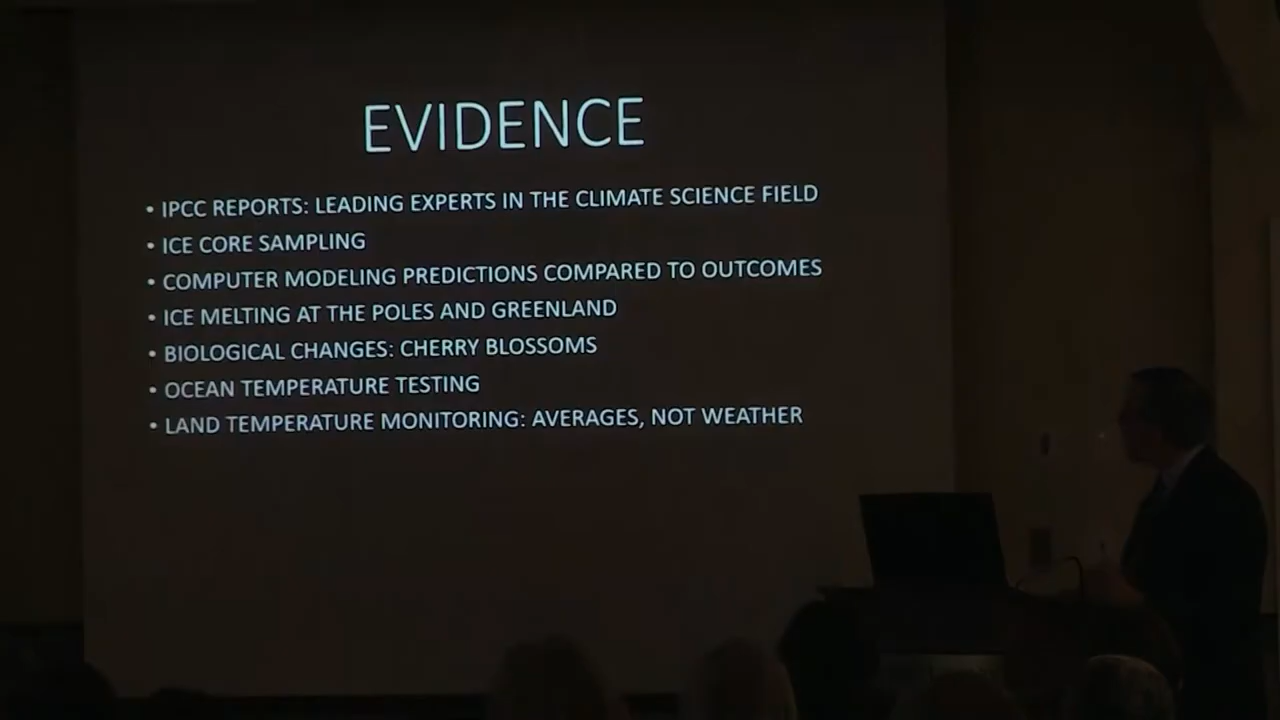 EVIDENCE
• IPCC REPORTS: LEADING EXPERTS IN THE CLIMATE SCIENCE FIELD
• ICE CORE SAMPLING
• COMPUTER MODELING PREDICTIONS COMPARED TO OUTCOMES
• ICE MELTING AT THE POLES AND GREENLAND
• BIOLOGICAL CHANGES: CHERRY BLOSSOMS
• OCEAN TEMPERATURE TESTING
• LAND TEMPERATURE MONITORING: AVERAGES, NOT WEATHER